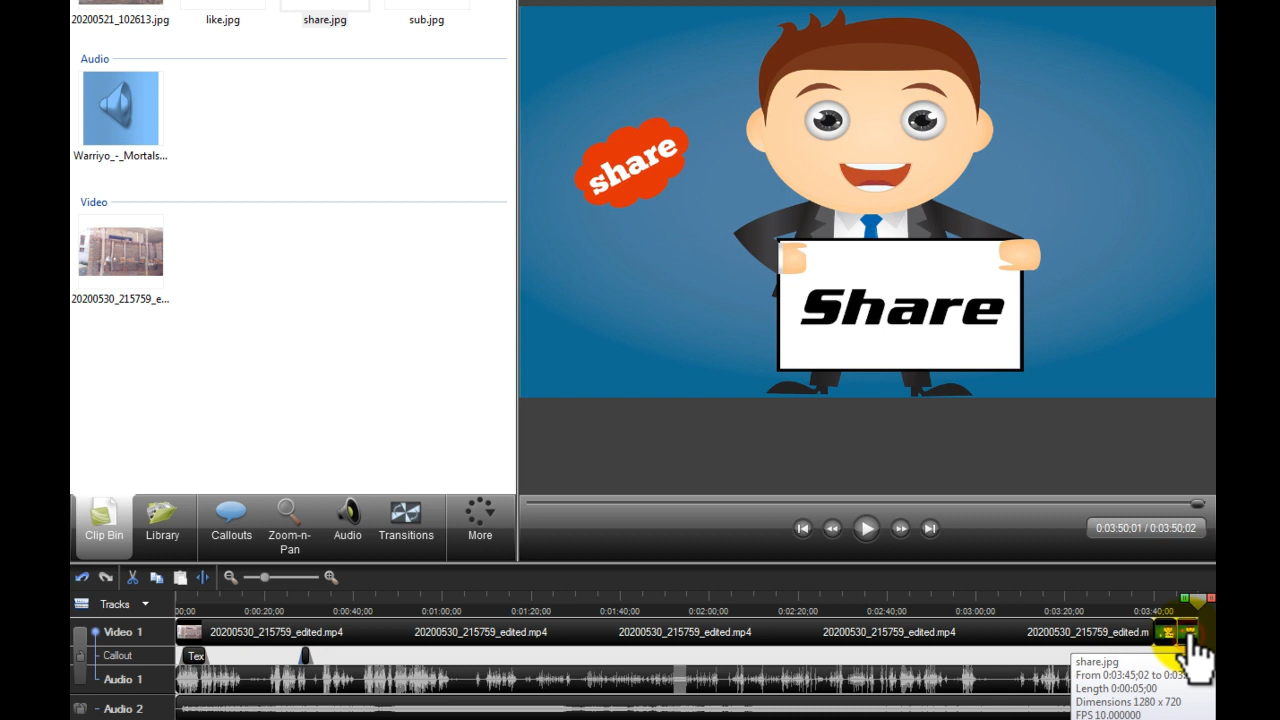 20200521_102613.jpg
like.jpg
share.jpg
sub.jpg
Audio
Warriyo_-_Mortals...
Video
20200530_215759_e...
share
Share
Clip Bin
Library
Callouts
Zoom-n-Pan
Audio
Transitions
More
0:03:50,01 / 0:03:50,02
Tracks
00;00
0:00:20;00
0:00:40;00
0:01:00;00
0:01:20;00
0:01:40;00
0:02:00;00
0:02:20;00
0:02:40;00
0:03:00;00
0:03:20;00
0:03:40;00
Video 1
20200530_215759_edited.mp4
20200530_215759_edited.mp4
20200530_215759_edited.mp4
20200530_215759_edited.mp4
20200530_215759_edited.m
Callout
Tex
Audio 1
Audio 2
share.jpg
From 0:03:45;02 to 0:03:
Length 0:00:05;00
Dimensions 1280 x 720
FPS 10.000000